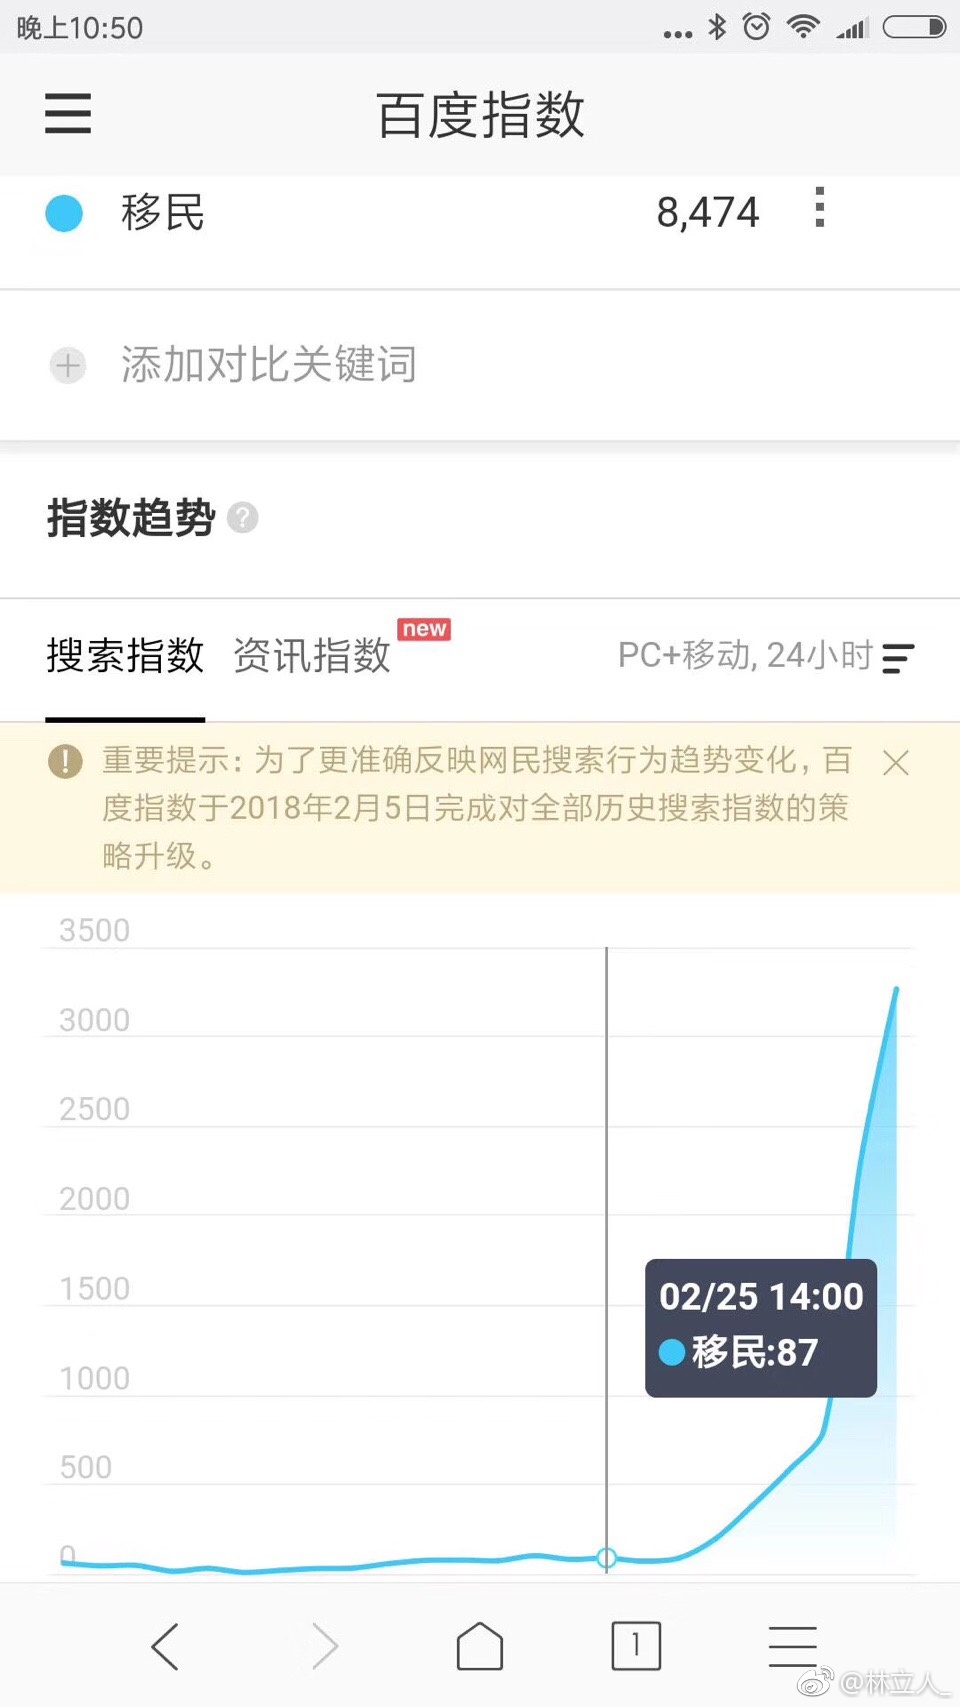 晚上10:50
百度指数
移民 8,474
添加对比关键词
指数趋势 ?
搜索指数 资讯指数 new PC+移动, 24小时
重要提示: 为了更准确反映网民搜索行为趋势变化, 百
度指数于2018年2月5日完成对全部历史搜索指数的策
略升级。
3500
3000
2500
2000
1500
1000
500
0
02/25 14:00
移民:87
1
@林立人_